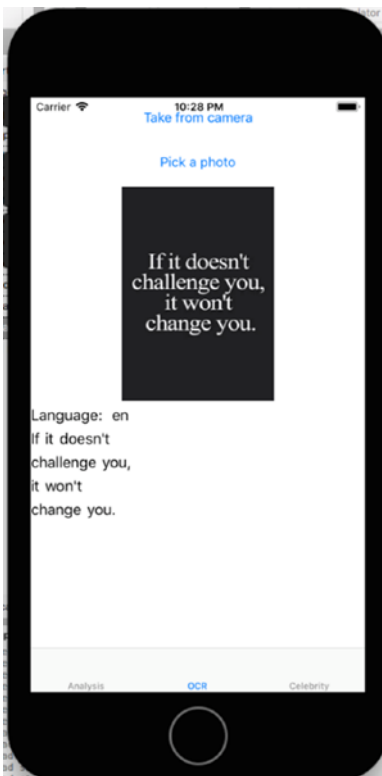 lator
Carrier
10:28 PM
Take from camera
Pick a photo
If it doesn't
challenge you,
it won't
change you.
Language: en
If it doesn't
challenge you,
it won't
change you.
Analysis OCR Celebrity